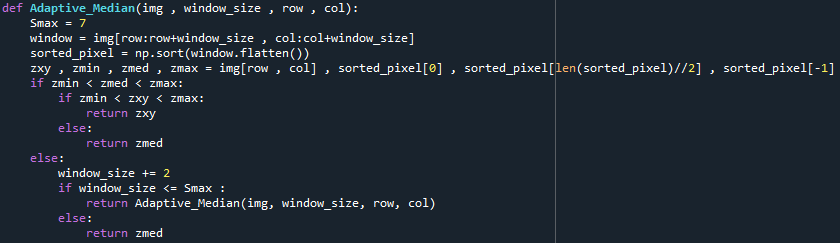 def Adaptive_Median(img , window_size , row , col):
    Smax = 7
    window = img[row:row+window_size , col:col+window_size]
    sorted_pixel = np.sort(window.flatten())
    zxy , zmin , zmed , zmax = img[row , col] , sorted_pixel[0] , sorted_pixel[len(sorted_pixel)//2] , sorted_pixel[-1]
    if zmin < zmed < zmax:
        if zmin < zxy < zmax:
            return zxy
        else:
            return zmed
    else:
        window_size += 2
        if window_size <= Smax :
            return Adaptive_Median(img, window_size, row, col)
        else:
            return zmed